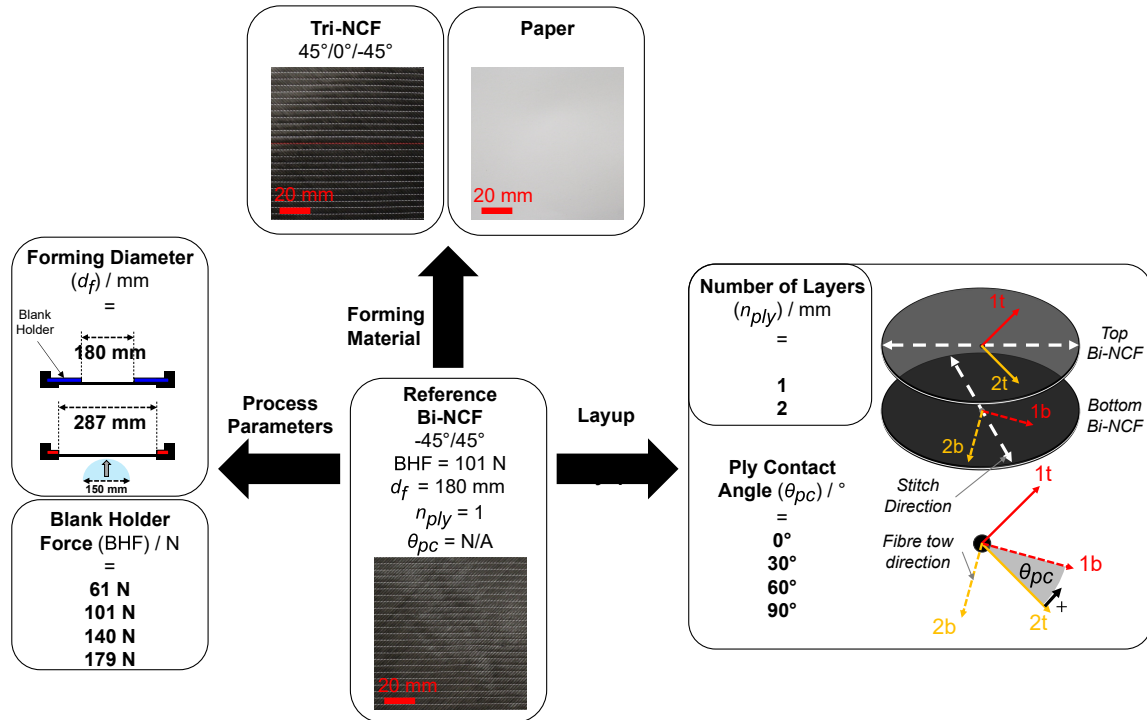 Tri-NCF
45°/0°/-45°
20 mm
Paper
20 mm
Forming Diameter
(df) / mm
=
Blank
Holder
180 mm
287 mm
150 mm
Blank Holder
Force (BHF) / N
=
61 N
101 N
140 N
179 N
Process
Parameters
Forming
Material
Reference
Bi-NCF
-45°/45°
BHF = 101 N
df = 180 mm
nply = 1
θpc = N/A
20 mm
Layup
Number of Layers
(nply) / mm
=
1
2
Ply Contact
Angle (θpc) / °
=
0°
30°
60°
90°
1t
2t
Top
Bi-NCF
1b
2b
Bottom
Bi-NCF
Stitch
Direction
Fibre tow
direction
1t
θpc
1b
+
2t
2b